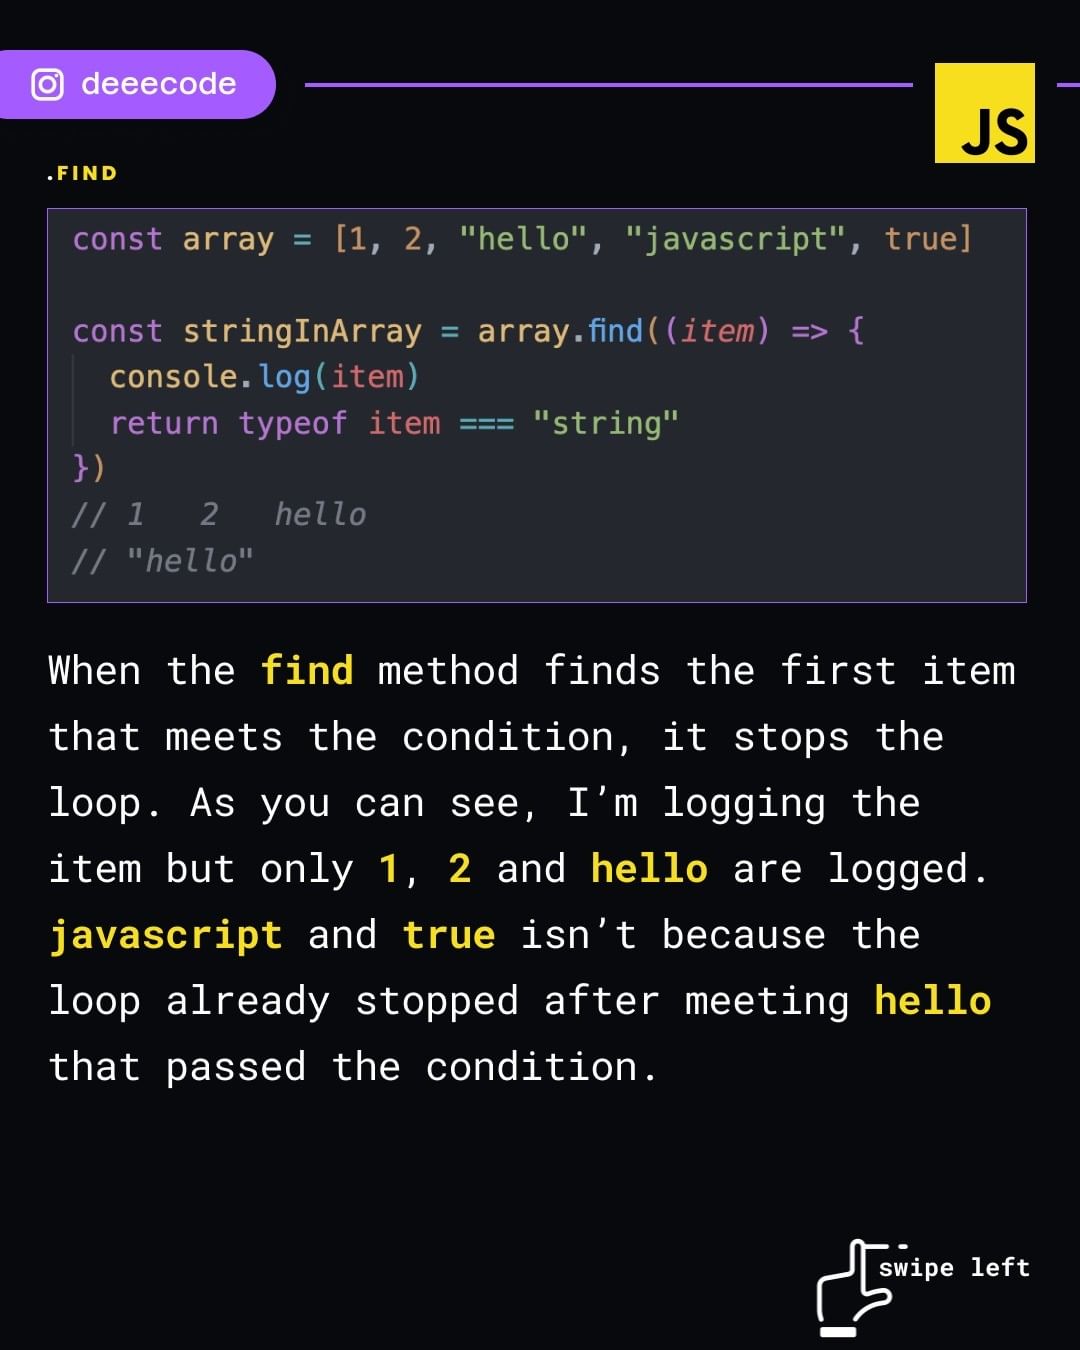 deeecode
JS
.FIND
const array = [1, 2, "hello", "javascript", true]
const stringInArray = array.find((item) => {
  console.log(item)
  return typeof item === "string"
})
// 1   2   hello
// "hello"
When the find method finds the first item
that meets the condition, it stops the
loop. As you can see, I’m logging the
item but only 1, 2 and hello are logged.
javascript and true isn’t because the
loop already stopped after meeting hello
that passed the condition.
swipe left